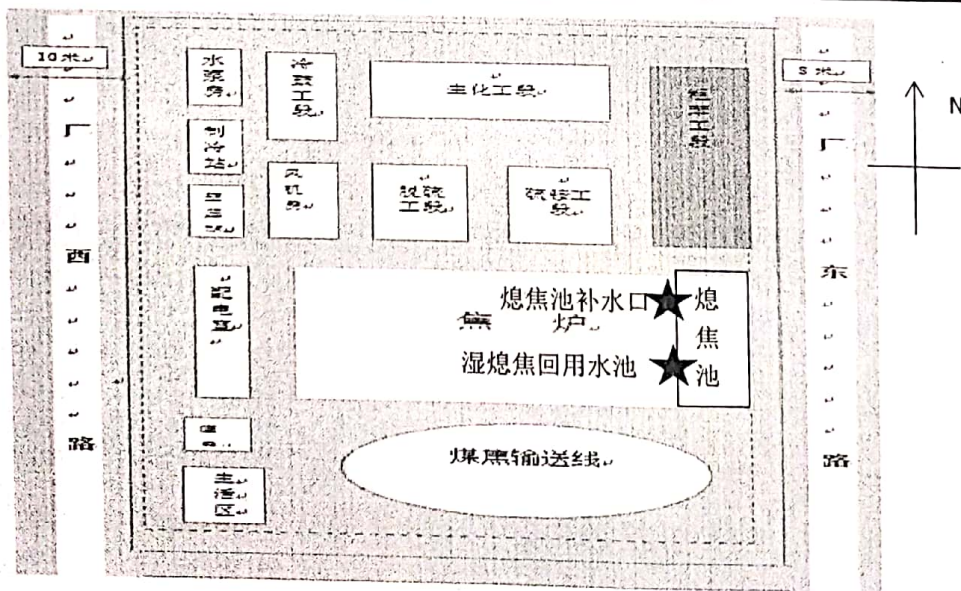 10米
8米
N
水泵房
冷鼓工段
生化工段
制冷站
风机房
脱硫工段
硫铵工段
厂西路
厂东路
配电室
熄焦池补水口
焦炉
湿熄焦回用水池
熄焦池
煤焦输送线
生活区